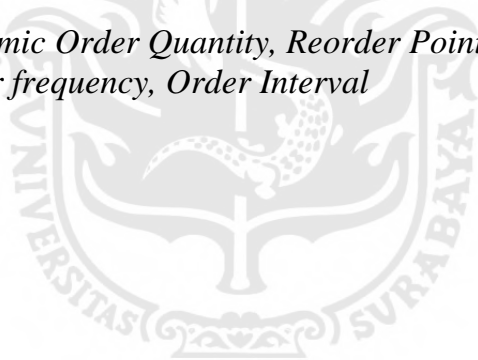 mic Order Quantity, Reorder Point
r frequency, Order Interval
UNIVERSITAS SURABAYA